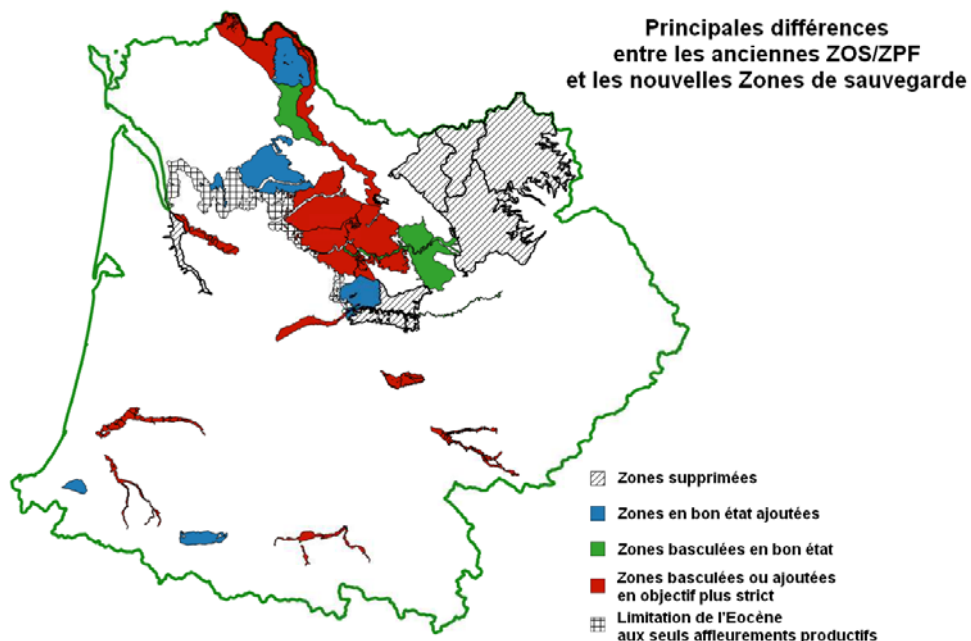 Principales différences
entre les anciennes ZOS/ZPF
et les nouvelles Zones de sauvegarde
Zones supprimées
Zones en bon état ajoutées
Zones basculées en bon état
Zones basculées ou ajoutées
en objectif plus strict
Limitation de l'Eocène
aux seuls affleurements productifs